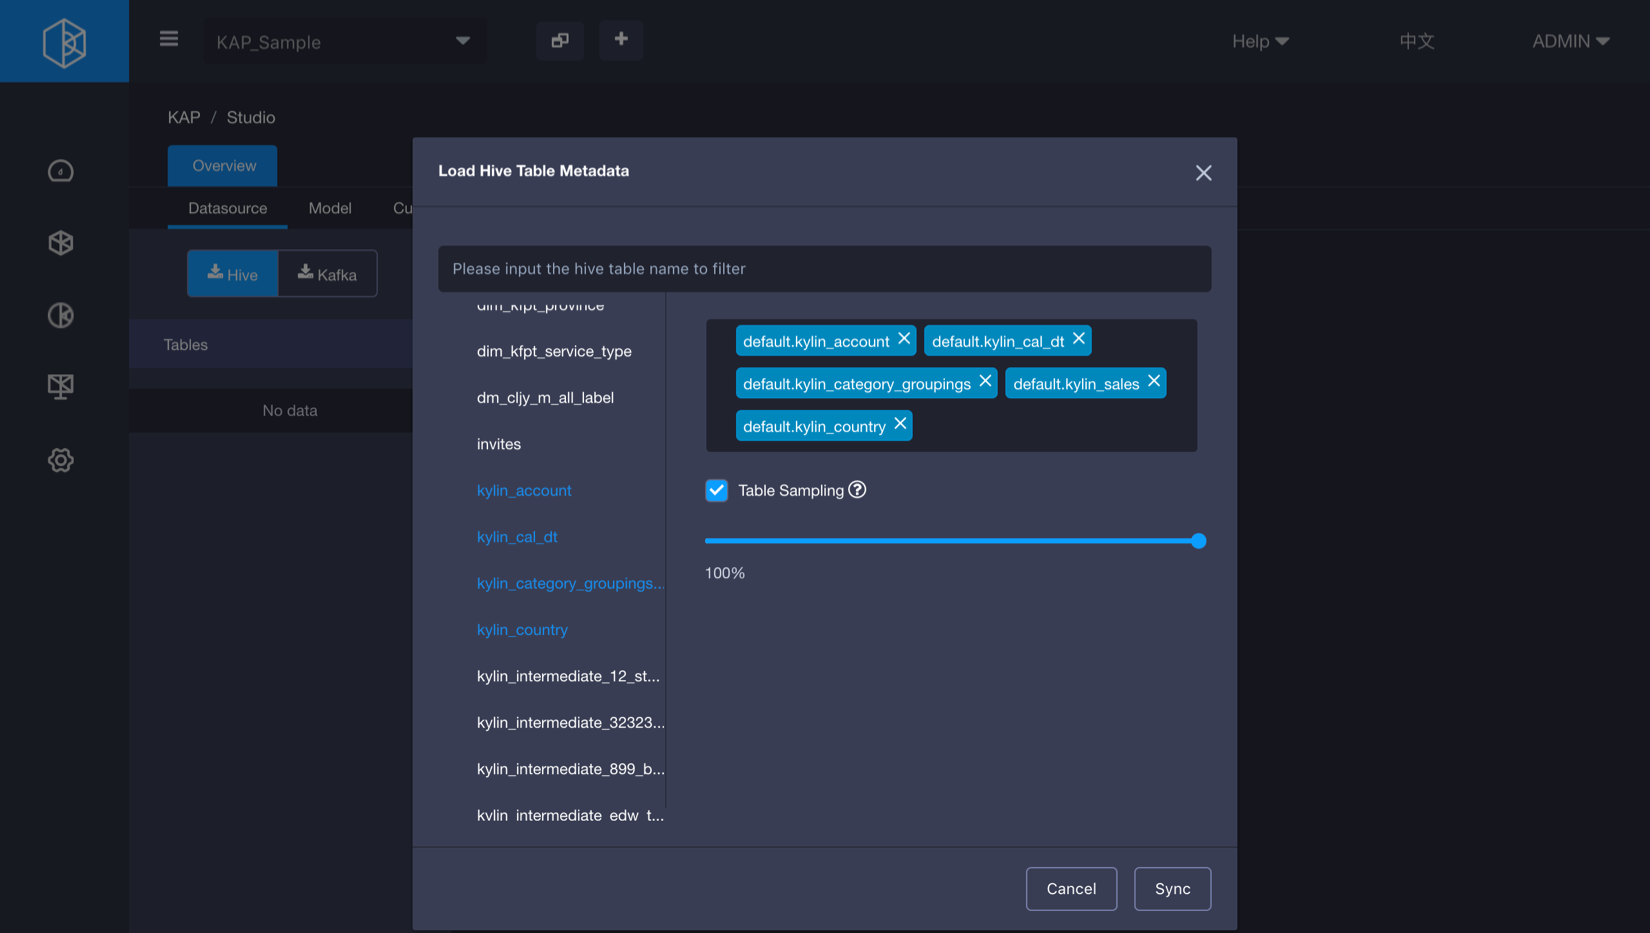 KAP_Sample
Help
中文
ADMIN
KAP / Studio
Overview
Datasource Model Cu
Hive Kafka
Tables
No data
Load Hive Table Metadata
Please input the hive table name to filter
dim_kfpt_province
dim_kfpt_service_type
dm_cljy_m_all_label
invites
kylin_account
kylin_cal_dt
kylin_category_groupings...
kylin_country
kylin_intermediate_12_st...
kylin_intermediate_32323...
kylin_intermediate_899_b...
kylin_intermediate_edw_t...
default.kylin_account default.kylin_cal_dt
default.kylin_category_groupings default.kylin_sales
default.kylin_country
Table Sampling
100%
Cancel Sync